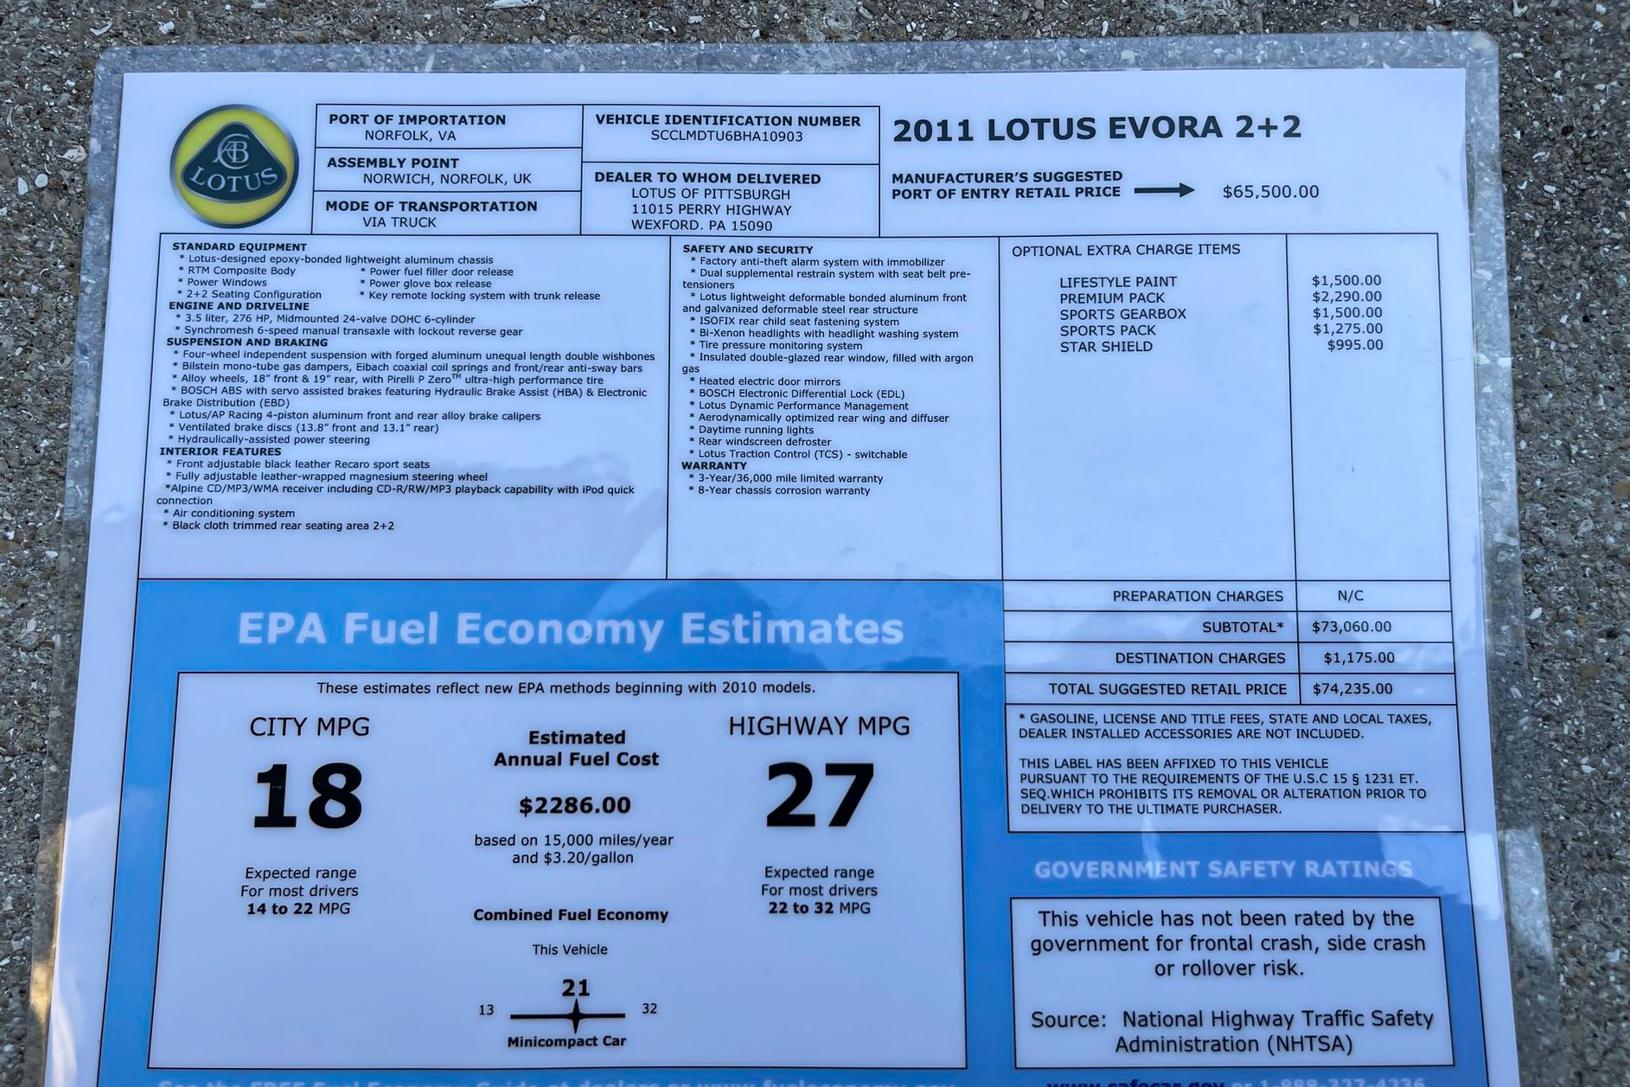 LOTUS
PORT OF IMPORTATION
NORFOLK, VA
ASSEMBLY POINT
NORWICH, NORFOLK, UK
MODE OF TRANSPORTATION
VIA TRUCK
VEHICLE IDENTIFICATION NUMBER
SCCLMDTU6BHA10903
DEALER TO WHOM DELIVERED
LOTUS OF PITTSBURGH
11015 PERRY HIGHWAY
WEXFORD. PA 15090
2011 LOTUS EVORA 2+2
MANUFACTURER'S SUGGESTED
PORT OF ENTRY RETAIL PRICE $65,500.00
STANDARD EQUIPMENT
* Lotus-designed epoxy-bonded lightweight aluminum chassis
* RTM Composite Body * Power fuel filler door release
* Power Windows * Power glove box release
* 2+2 Seating Configuration * Key remote locking system with trunk release
ENGINE AND DRIVELINE
* 3.5 liter, 276 HP, Midmounted 24-valve DOHC 6-cylinder
* Synchromesh 6-speed manual transaxle with lockout reverse gear
SUSPENSION AND BRAKING
* Four-wheel independent suspension with forged aluminum unequal length double wishbones
* Bilstein mono-tube gas dampers, Eibach coaxial coil springs and front/rear anti-sway bars
* Alloy wheels, 18" front & 19" rear, with Pirelli P Zero™ ultra-high performance tire
* BOSCH ABS with servo assisted brakes featuring Hydraulic Brake Assist (HBA) & Electronic
Brake Distribution (EBD)
* Lotus/AP Racing 4-piston aluminum front and rear alloy brake calipers
* Ventilated brake discs (13.8" front and 13.1" rear)
* Hydraulically-assisted power steering
INTERIOR FEATURES
* Front adjustable black leather Recaro sport seats
* Fully adjustable leather-wrapped magnesium steering wheel
*Alpine CD/MP3/WMA receiver including CD-R/RW/MP3 playback capability with iPod quick
connection
* Air conditioning system
* Black cloth trimmed rear seating area 2+2
SAFETY AND SECURITY
* Factory anti-theft alarm system with immobilizer
* Dual supplemental restrain system with seat belt pre-
tensioners
* Lotus lightweight deformable bonded aluminum front
and galvanized deformable steel rear structure
* ISOFIX rear child seat fastening system
* Bi-Xenon headlights with headlight washing system
* Tire pressure monitoring system
* Insulated double-glazed rear window, filled with argon
gas
* Heated electric door mirrors
* BOSCH Electronic Differential Lock (EDL)
* Lotus Dynamic Performance Management
* Aerodynamically optimized rear wing and diffuser
* Daytime running lights
* Rear windscreen defroster
* Lotus Traction Control (TCS) - switchable
WARRANTY
* 3-Year/36,000 mile limited warranty
* 8-Year chassis corrosion warranty
OPTIONAL EXTRA CHARGE ITEMS
LIFESTYLE PAINT $1,500.00
PREMIUM PACK $2,290.00
SPORTS GEARBOX $1,500.00
SPORTS PACK $1,275.00
STAR SHIELD $995.00
PREPARATION CHARGES N/C
SUBTOTAL* $73,060.00
DESTINATION CHARGES $1,175.00
TOTAL SUGGESTED RETAIL PRICE $74,235.00
* GASOLINE, LICENSE AND TITLE FEES, STATE AND LOCAL TAXES,
DEALER INSTALLED ACCESSORIES ARE NOT INCLUDED.
THIS LABEL HAS BEEN AFFIXED TO THIS VEHICLE
PURSUANT TO THE REQUIREMENTS OF THE U.S.C 15 § 1231 ET.
SEQ.WHICH PROHIBITS ITS REMOVAL OR ALTERATION PRIOR TO
DELIVERY TO THE ULTIMATE PURCHASER.
EPA Fuel Economy Estimates
These estimates reflect new EPA methods beginning with 2010 models.
CITY MPG
18
Expected range
For most drivers
14 to 22 MPG
Estimated
Annual Fuel Cost
$2286.00
based on 15,000 miles/year
and $3.20/gallon
Combined Fuel Economy
This Vehicle
21
13 32
Minicompact Car
HIGHWAY MPG
27
Expected range
For most drivers
22 to 32 MPG
GOVERNMENT SAFETY RATINGS
This vehicle has not been rated by the
government for frontal crash, side crash
or rollover risk.
Source: National Highway Traffic Safety
Administration (NHTSA)
See the FREE Fuel Economy Guide at dealers or www.fueleconomy.gov
www.safecar.gov or 1-888-327-4236